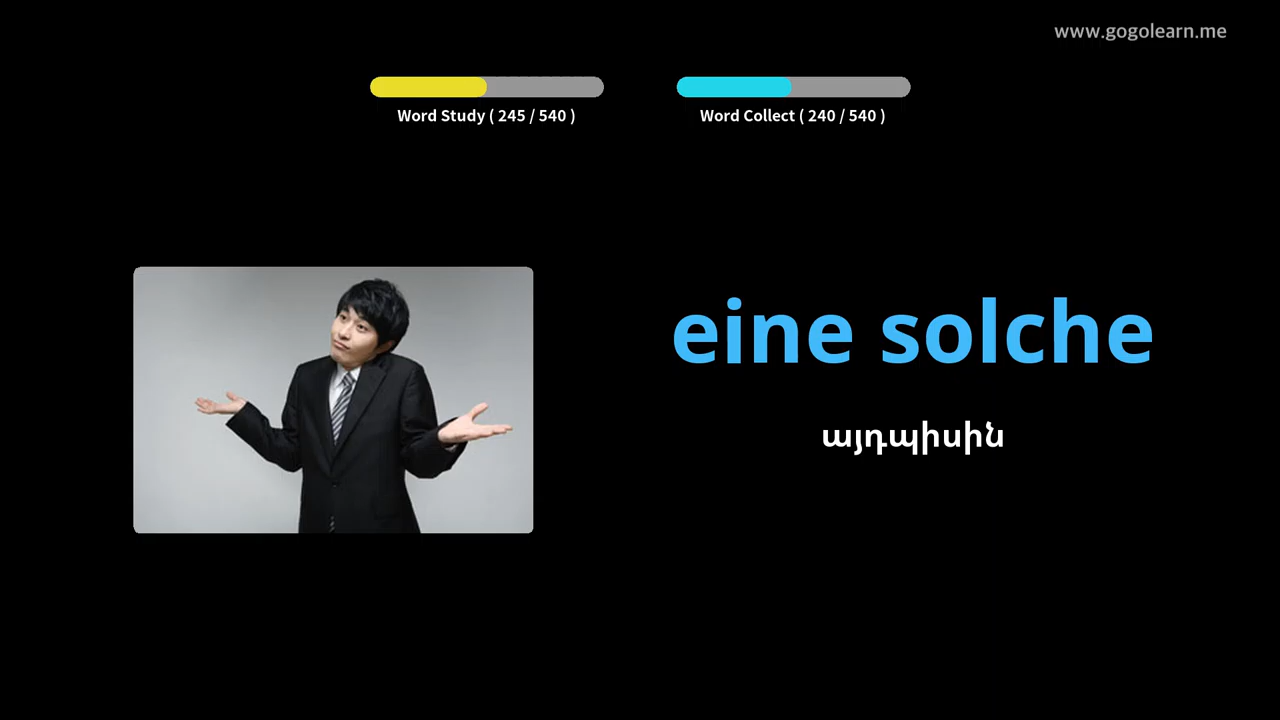 www.gogolearn.me
Word Study ( 245 / 540 )
Word Collect ( 240 / 540 )
eine solche
այդպիսին